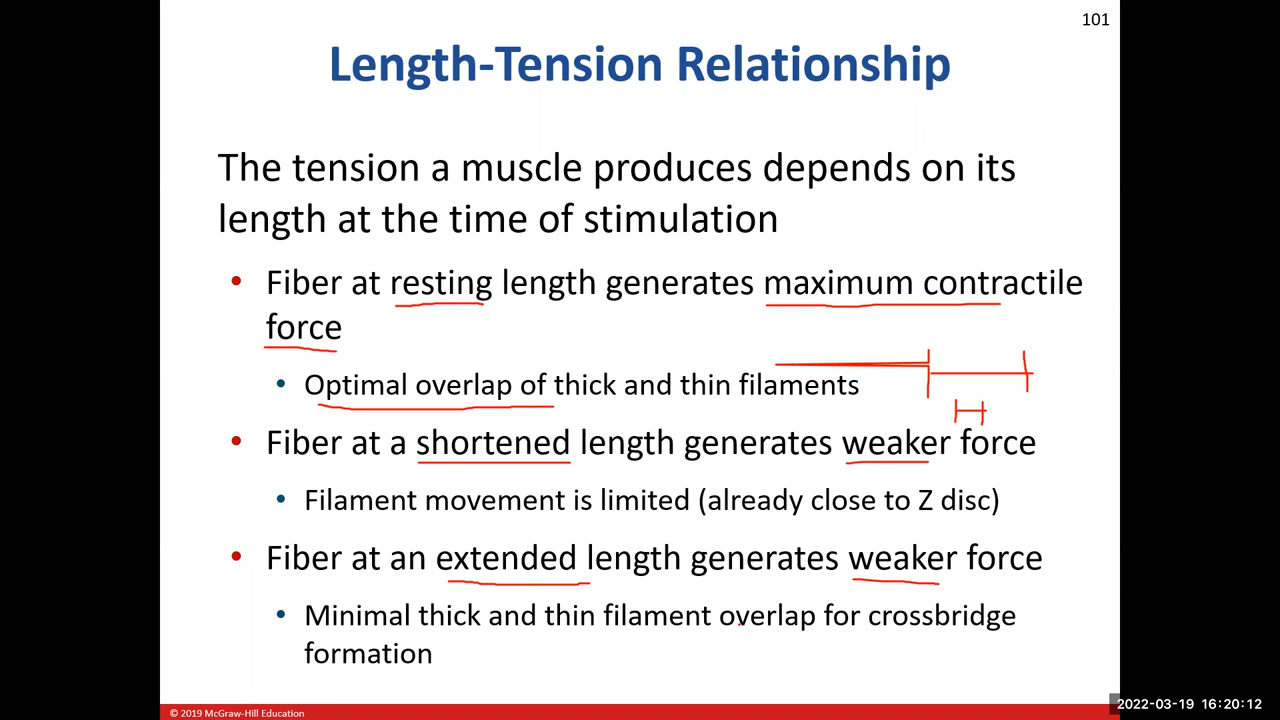 101
Length-Tension Relationship
The tension a muscle produces depends on its
length at the time of stimulation
• Fiber at resting length generates maximum contractile
force
• Optimal overlap of thick and thin filaments
• Fiber at a shortened length generates weaker force
• Filament movement is limited (already close to Z disc)
• Fiber at an extended length generates weaker force
• Minimal thick and thin filament overlap for crossbridge
formation
© 2019 McGraw-Hill Education
2022-03-19 16:20:12